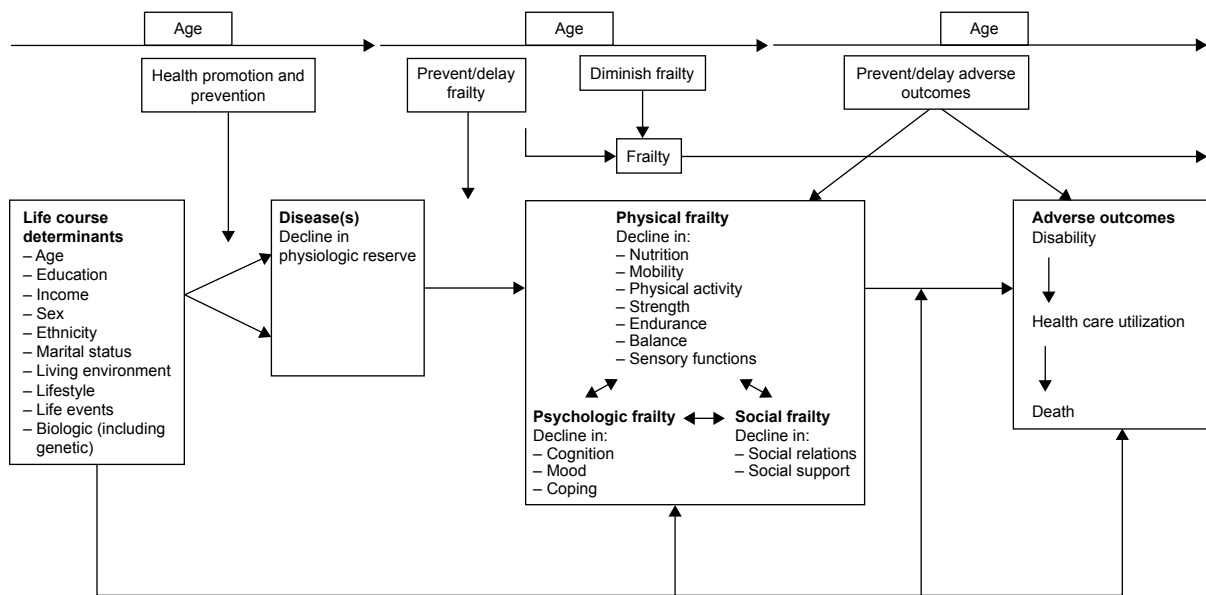 Age
Age
Age
Health promotion and
prevention
Prevent/delay
frailty
Diminish frailty
Prevent/delay adverse
outcomes
Frailty
Life course
determinants
– Age
– Education
– Income
– Sex
– Ethnicity
– Marital status
– Living environment
– Lifestyle
– Life events
– Biologic (including
genetic)
Disease(s)
Decline in
physiologic reserve
Physical frailty
Decline in:
– Nutrition
– Mobility
– Physical activity
– Strength
– Endurance
– Balance
– Sensory functions
Psychologic frailty
Decline in:
– Cognition
– Mood
– Coping
Social frailty
Decline in:
– Social relations
– Social support
Adverse outcomes
Disability
Health care utilization
Death